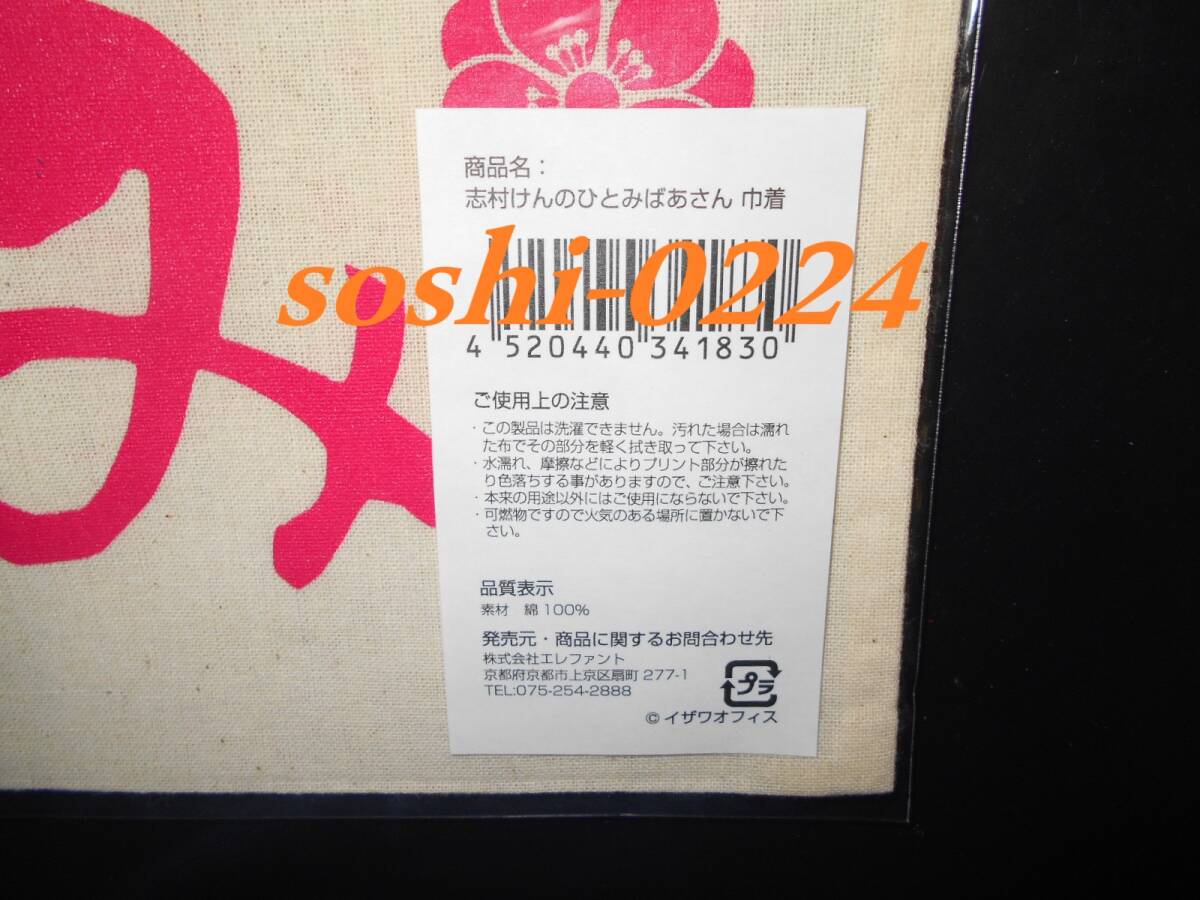 商品名：
志村けんのひとみばあさん 巾着
soshi-0224
4 520440 341830
ご使用上の注意
・この製品は洗濯できません。汚れた場合は濡れ
た布でその部分を軽く拭き取って下さい。
・水濡れ、摩擦などによりプリント部分が擦れた
り色落ちする事がありますので、ご注意下さい。
・本来の用途以外にはご使用にならないで下さい。
・可燃物ですので火気のある場所に置かないで下
さい。
品質表示
素材　綿 100%
発売元・商品に関するお問合わせ先
株式会社エレファント
京都府京都市上京区扇町 277-1
TEL:075-254-2888
プラ
© イザワオフィス